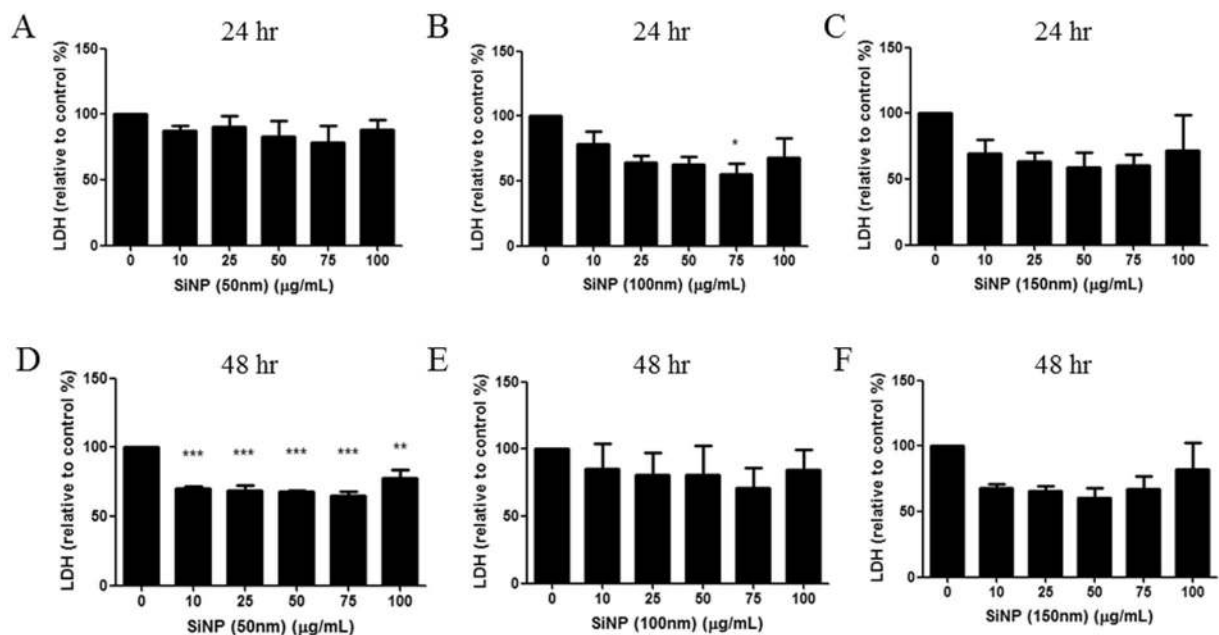 A
24 hr
LDH (relative to control %)
150
100
50
0
0 10 25 50 75 100
SiNP (50nm) (μg/mL)
B
24 hr
LDH (relative to control %)
150
100
50
0
*
0 10 25 50 75 100
SiNP (100nm) (μg/mL)
C
24 hr
LDH (relative to control %)
150
100
50
0
0 10 25 50 75 100
SiNP (150nm) (μg/mL)
D
48 hr
LDH (relative to control %)
150
100
50
0
*** *** *** *** **
0 10 25 50 75 100
SiNP (50nm) (μg/mL)
E
48 hr
LDH (relative to control %)
150
100
50
0
0 10 25 50 75 100
SiNP (100nm) (μg/mL)
F
48 hr
LDH (relative to control %)
150
100
50
0
0 10 25 50 75 100
SiNP (150nm) (μg/mL)